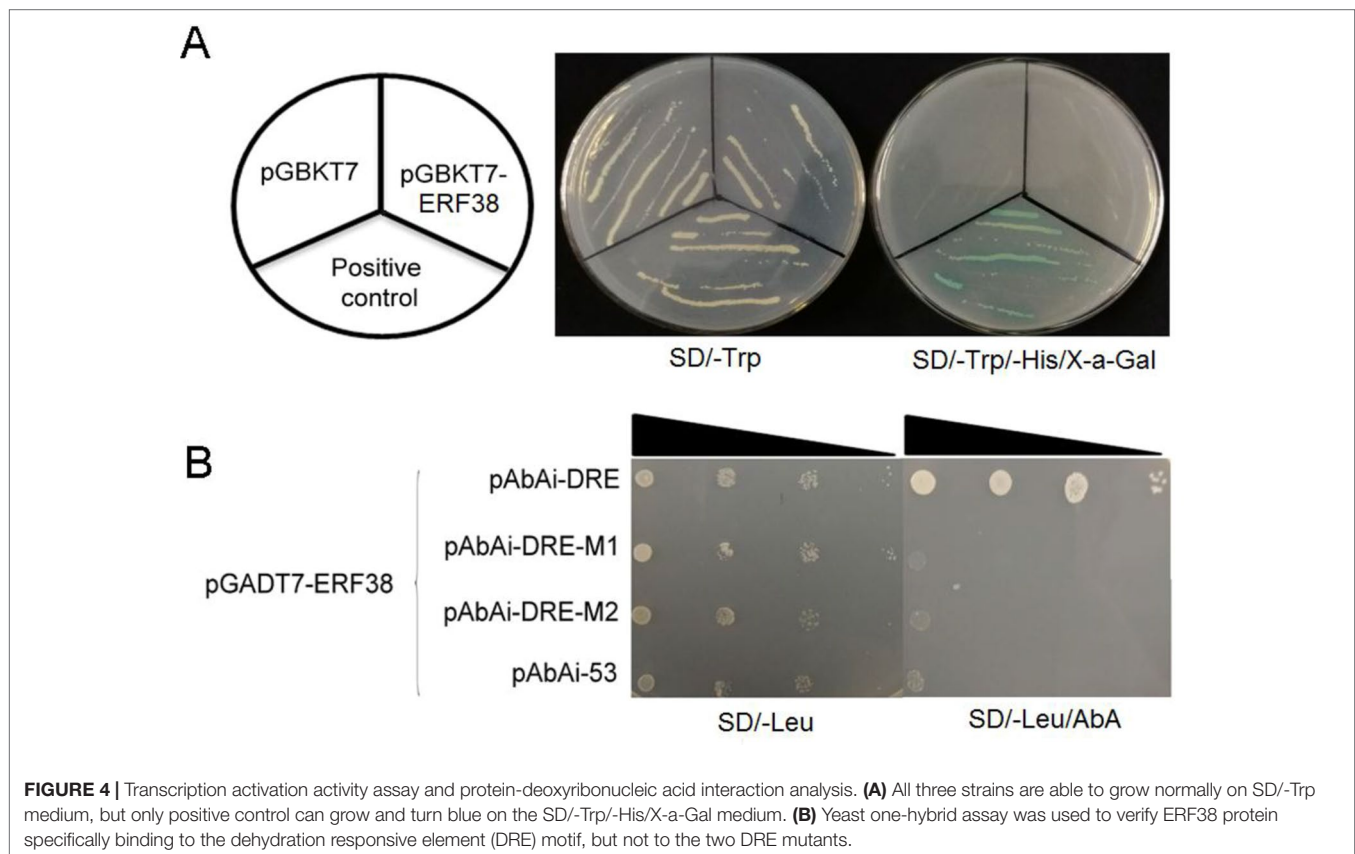 A
pGBKT7
pGBKT7-
ERF38
Positive
control
SD/-Trp
SD/-Trp/-His/X-a-Gal
B
pGADT7-ERF38
pAbAi-DRE
pAbAi-DRE-M1
pAbAi-DRE-M2
pAbAi-53
SD/-Leu
SD/-Leu/AbA
FIGURE 4 | Transcription activation activity assay and protein-deoxyribonucleic acid interaction analysis. (A) All three strains are able to grow normally on SD/-Trp
medium, but only positive control can grow and turn blue on the SD/-Trp/-His/X-a-Gal medium. (B) Yeast one-hybrid assay was used to verify ERF38 protein
specifically binding to the dehydration responsive element (DRE) motif, but not to the two DRE mutants.